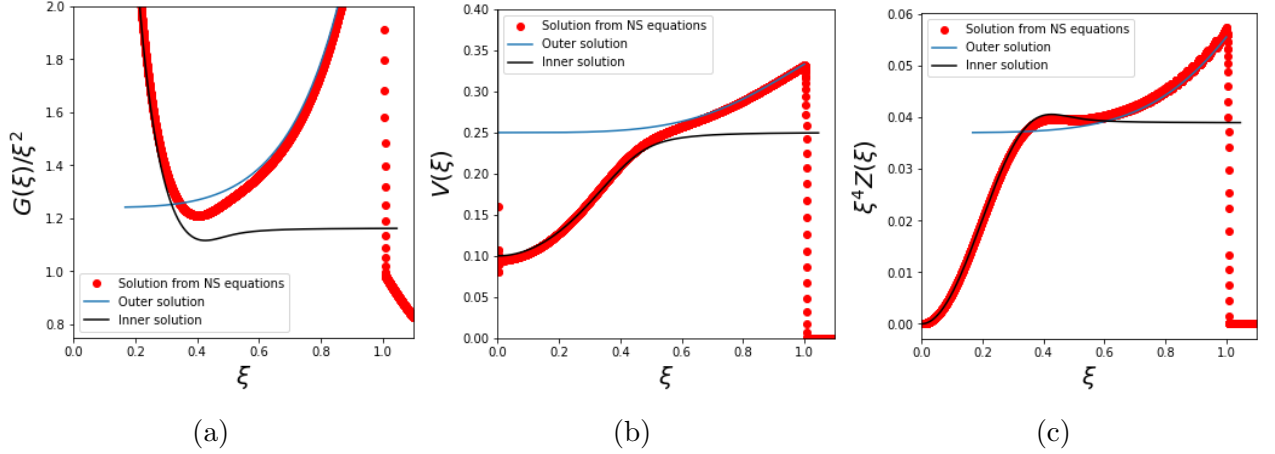 2.0
1.8
1.6
1.4
1.2
1.0
0.8
G(ξ)/ξ²
Solution from NS equations
Outer solution
Inner solution
0.0 0.2 0.4 0.6 0.8 1.0
ξ
(a)
0.40
0.35
0.30
0.25
0.20
0.15
0.10
0.05
0.00
V(ξ)
Solution from NS equations
Outer solution
Inner solution
0.0 0.2 0.4 0.6 0.8 1.0
ξ
(b)
0.06
0.05
0.04
0.03
0.02
0.01
0.00
ξ⁴Z(ξ)
Solution from NS equations
Outer solution
Inner solution
0.0 0.2 0.4 0.6 0.8 1.0
ξ
(c)